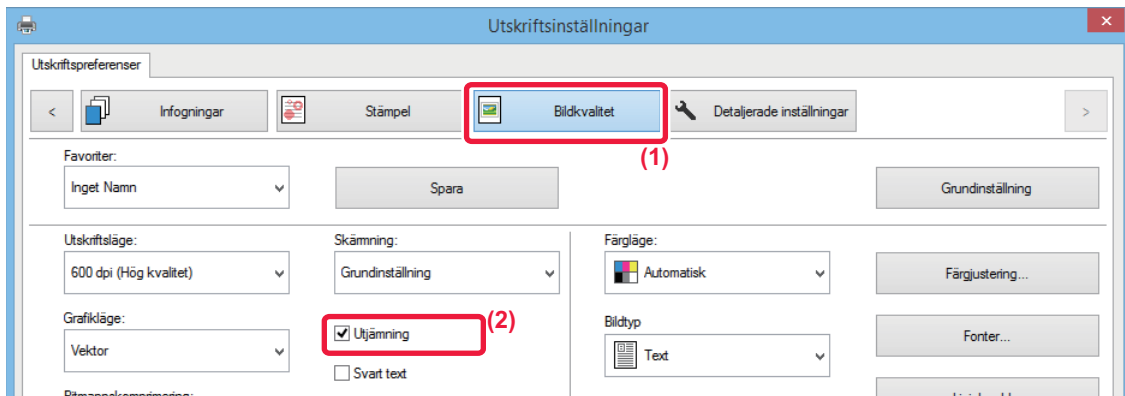 Utskriftsinställningar
Utskriftspreferenser
< Infogningar Stämpel Bildkvalitet Detaljerade inställningar >
(1)
Favoriter:
Inget Namn Spara Grundinställning
Utskriftsläge: Skärmning: Färgläge:
600 dpi (Hög kvalitet) Grundinställning Automatisk Färgjustering...
Grafikläge: Utjämning (2) Bildtyp Fonter...
Vektor Text
Svart text